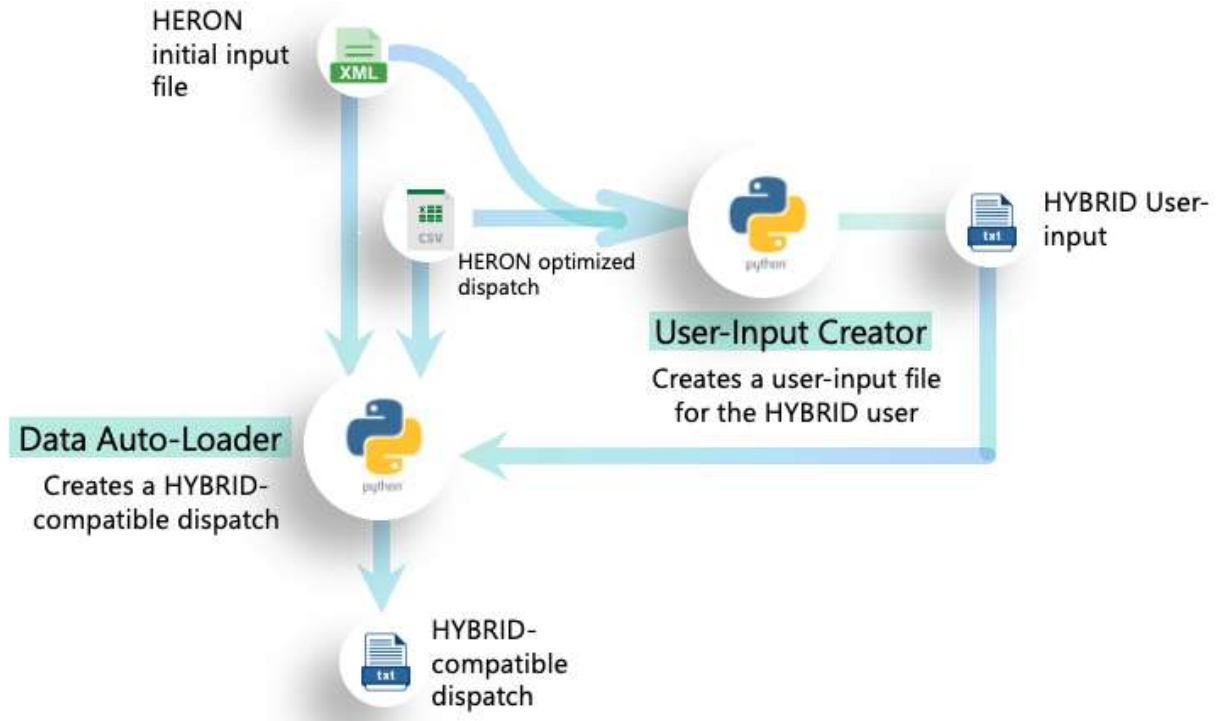 HERON
initial input
file
XML
CSV
HERON optimized
dispatch
python
txt
HYBRID User-
input
User-Input Creator
Creates a user-input file
for the HYBRID user
Data Auto-Loader
Creates a HYBRID-
compatible dispatch
python
txt
HYBRID-
compatible
dispatch